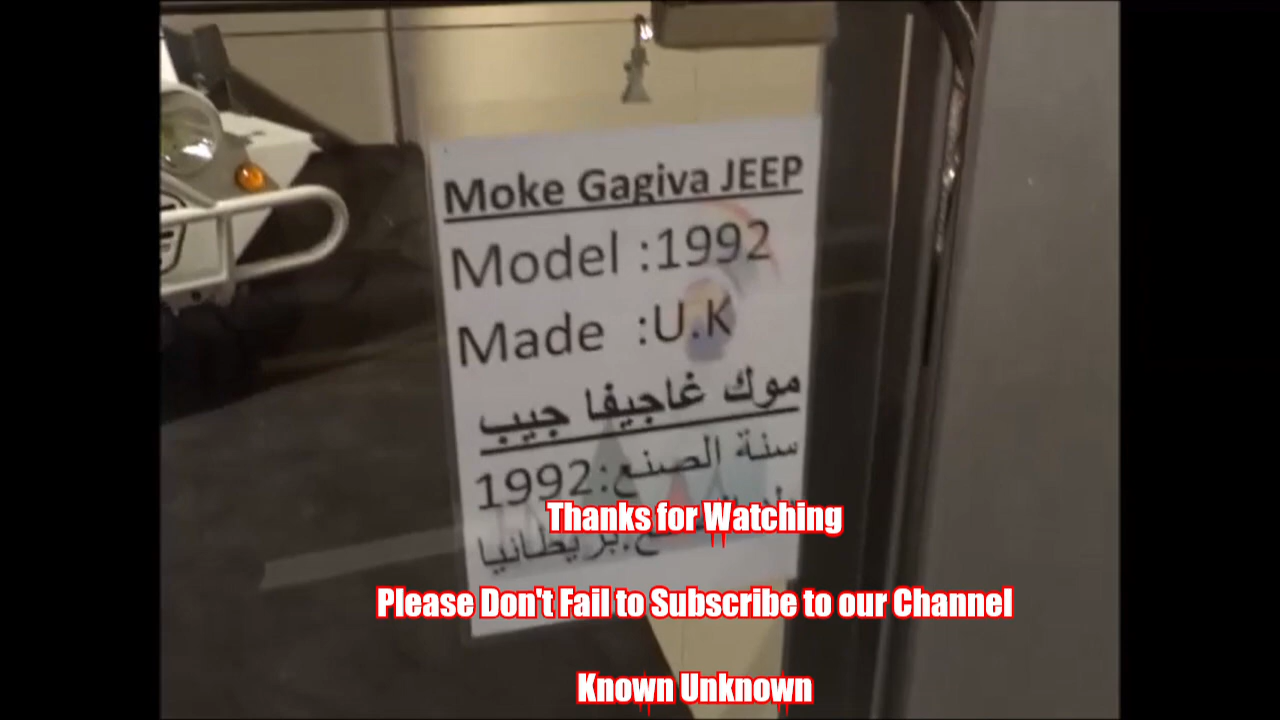 Moke Gagiva JEEP
Model :1992
Made :U.K
موك غاجيفا جيب
سنة الصنع:1992
بريطانيا
Thanks for Watching
Please Don't Fail to Subscribe to our Channel
Known Unknown